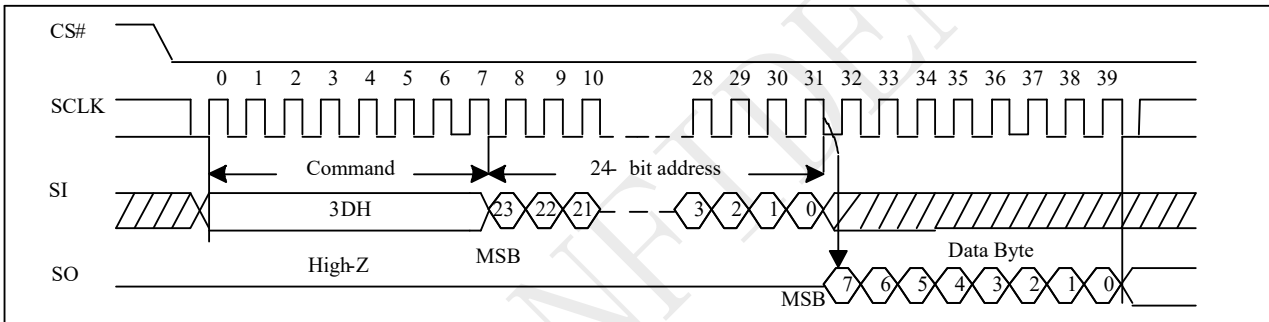 CS#
0 1 2 3 4 5 6 7 8 9 10 28 29 30 31 32 33 34 35 36 37 38 39
SCLK
Command 24- bit address
SI
3DH 23 22 21 3 2 1 0
High-Z MSB Data Byte
SO
MSB 7 6 5 4 3 2 1 0